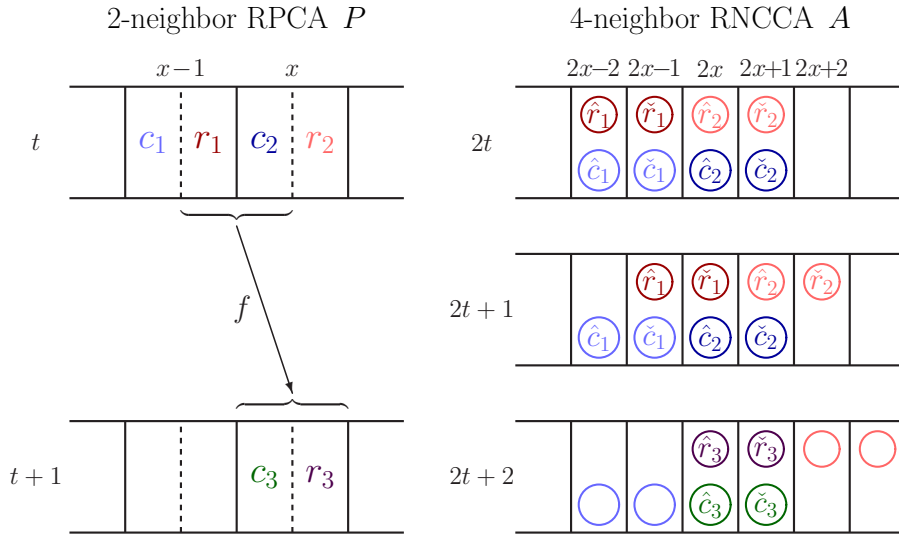 2-neighbor RPCA P
4-neighbor RNCCA A
x−1 x
2x−2 2x−1 2x 2x+1 2x+2
t
c₁ r₁ c₂ r₂
2t
r̂₁ ř₁ r̂₂ ř₂
ĉ₁ č₁ ĉ₂ č₂
f
2t + 1
r̂₁ ř₁ r̂₂ ř₂
ĉ₁ č₁ ĉ₂ č₂
t + 1
c₃ r₃
2t + 2
r̂₃ ř₃
ĉ₃ č₃